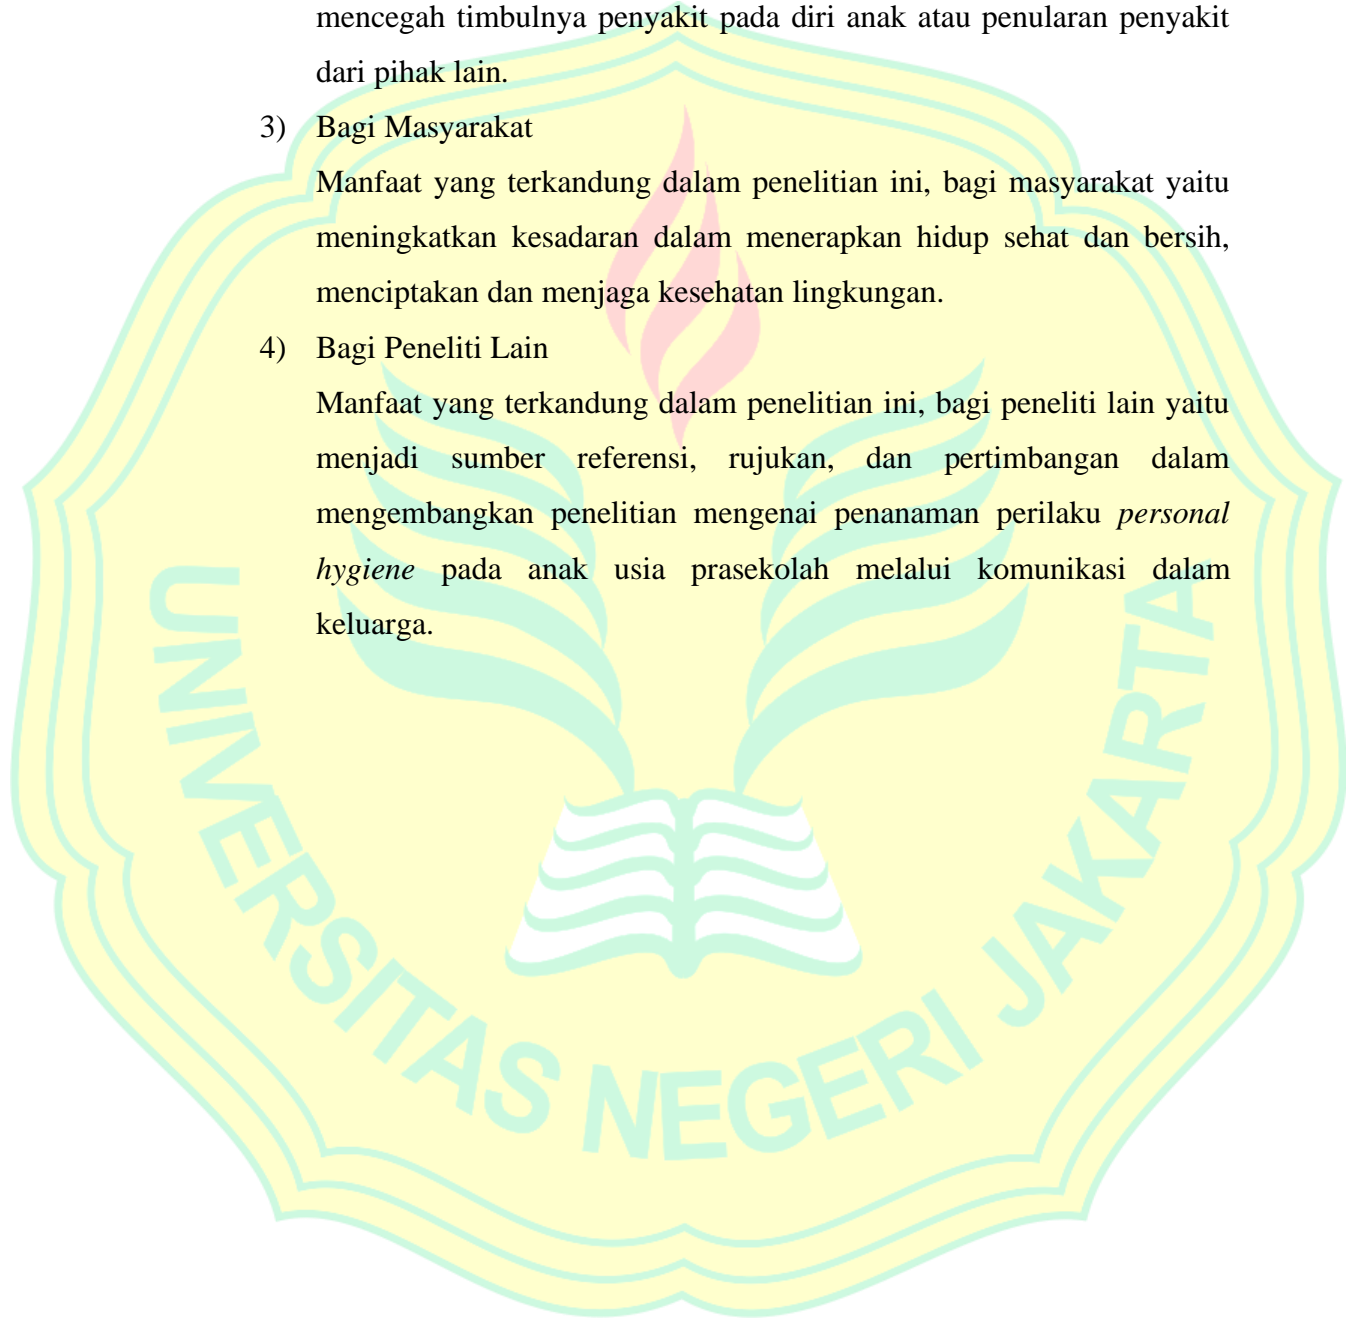 mencegah timbulnya penyakit pada diri anak atau penularan penyakit
dari pihak lain.
3) Bagi Masyarakat
Manfaat yang terkandung dalam penelitian ini, bagi masyarakat yaitu
meningkatkan kesadaran dalam menerapkan hidup sehat dan bersih,
menciptakan dan menjaga kesehatan lingkungan.
4) Bagi Peneliti Lain
Manfaat yang terkandung dalam penelitian ini, bagi peneliti lain yaitu
menjadi sumber referensi, rujukan, dan pertimbangan dalam
mengembangkan penelitian mengenai penanaman perilaku personal
hygiene pada anak usia prasekolah melalui komunikasi dalam
keluarga.
UNIVERSITAS NEGERI JAKARTA